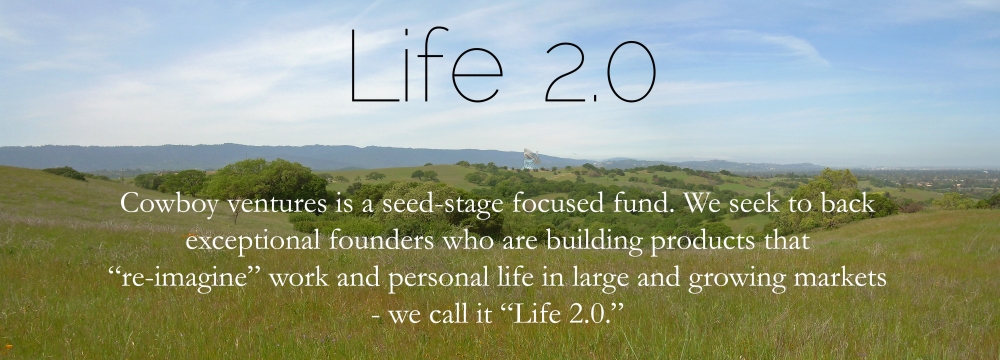 Life 2.0
Cowboy ventures is a seed-stage focused fund. We seek to back
exceptional founders who are building products that
“re-imagine” work and personal life in large and growing markets
- we call it “Life 2.0.”